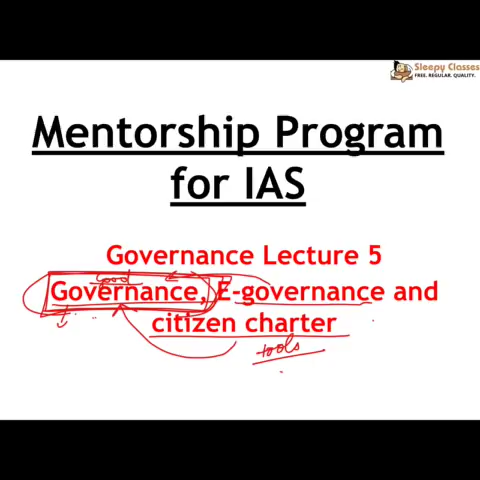 Sleepy Classes
FREE. REGULAR. QUALITY.
Mentorship Program
for IAS
Governance Lecture 5
Good
Governance, E-governance and
citizen charter
tools